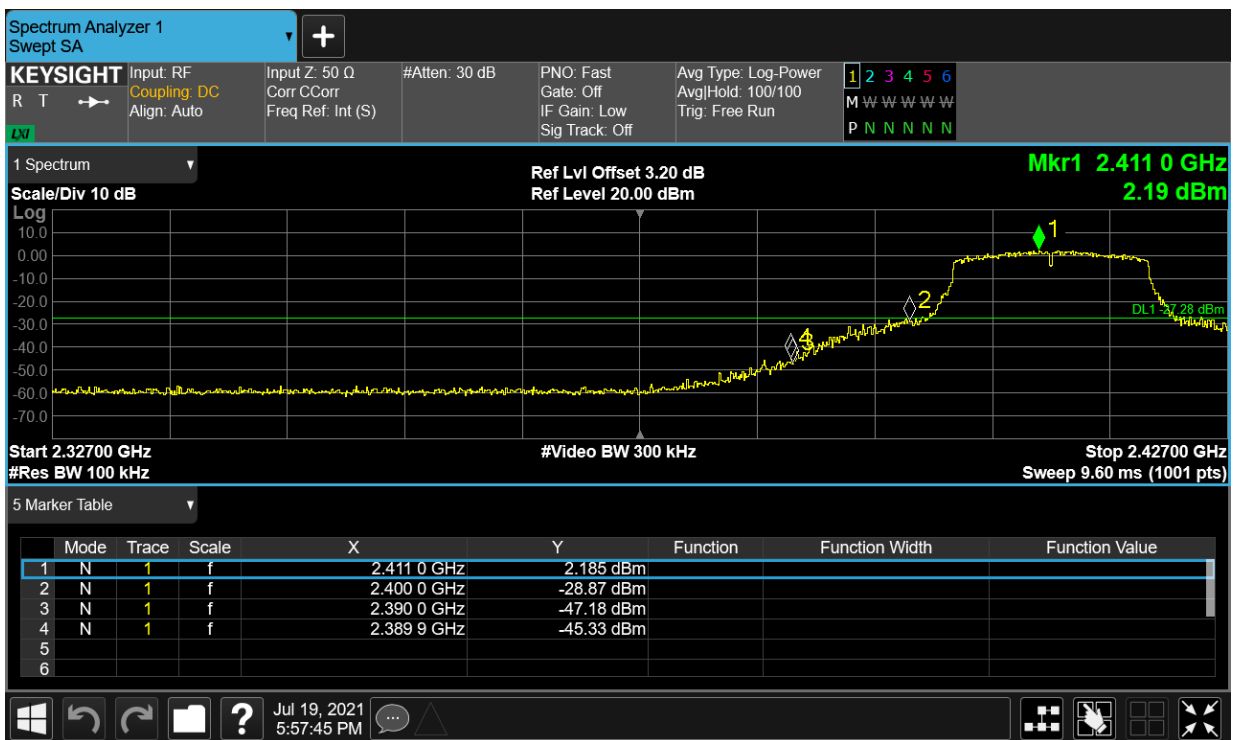 Spectrum Analyzer 1
Swept SA
KEYSIGHT
R T
LXI
Input: RF
Coupling: DC
Align: Auto
Input Z: 50 Ω
Corr CCorr
Freq Ref: Int (S)
#Atten: 30 dB
PNO: Fast
Gate: Off
IF Gain: Low
Sig Track: Off
Avg Type: Log-Power
Avg|Hold: 100/100
Trig: Free Run
1 2 3 4 5 6
M W W W W W
P N N N N N
1 Spectrum
Scale/Div 10 dB
Ref Lvl Offset 3.20 dB
Ref Level 20.00 dBm
Mkr1 2.411 0 GHz
2.19 dBm
Log
10.0
0.00
-10.0
-20.0
-30.0
-40.0
-50.0
-60.0
-70.0
1
2
4
3
DL1 -27.28 dBm
Start 2.32700 GHz
#Res BW 100 kHz
#Video BW 300 kHz
Stop 2.42700 GHz
Sweep 9.60 ms (1001 pts)
5 Marker Table
Mode Trace Scale X Y Function Function Width Function Value
1 N 1 f 2.411 0 GHz 2.185 dBm
2 N 1 f 2.400 0 GHz -28.87 dBm
3 N 1 f 2.390 0 GHz -47.18 dBm
4 N 1 f 2.389 9 GHz -45.33 dBm
5
6
?
Jul 19, 2021
5:57:45 PM